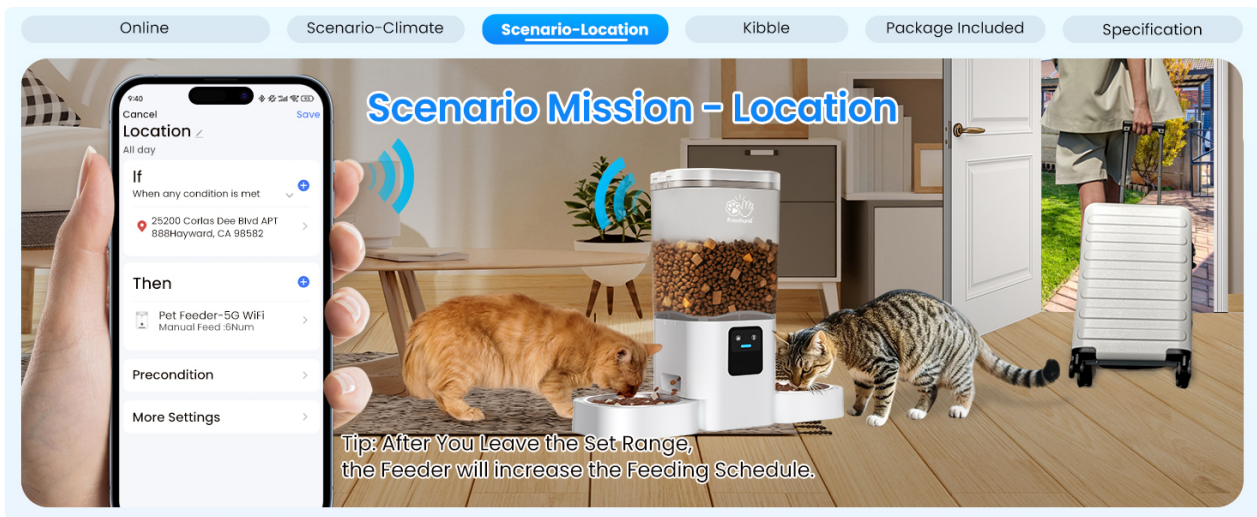 Online
Scenario-Climate
Scenario-Location
Kibble
Package Included
Specification
Scenario Mission - Location
9:40
Cancel
Save
Location
All day
If
When any condition is met
25200 Corlas Dee Blvd APT
888Hayward, CA 98582
Then
Pet Feeder-5G WiFi
Manual Feed :6Num
Precondition
More Settings
Tip: After You Leave the Set Range,
the Feeder will increase the Feeding Schedule.